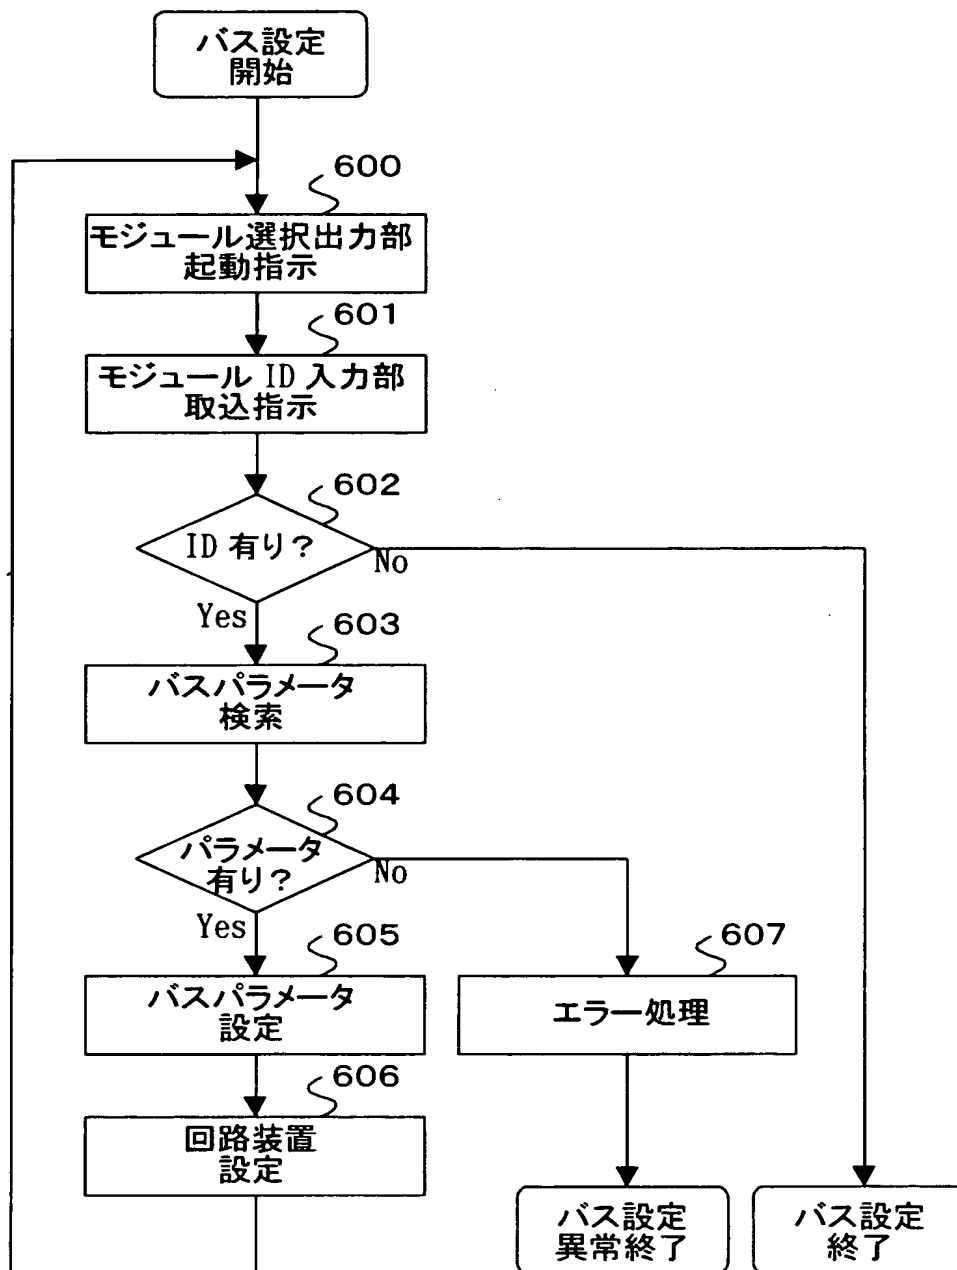 バス設定
開始
600
モジュール選択出力部
起動指示
601
モジュール ID 入力部
取込指示
602
ID 有り?
No
Yes
603
バスパラメータ
検索
604
パラメータ
有り?
No
Yes
605
バスパラメータ
設定
607
エラー処理
606
回路装置
設定
バス設定
異常終了
バス設定
終了